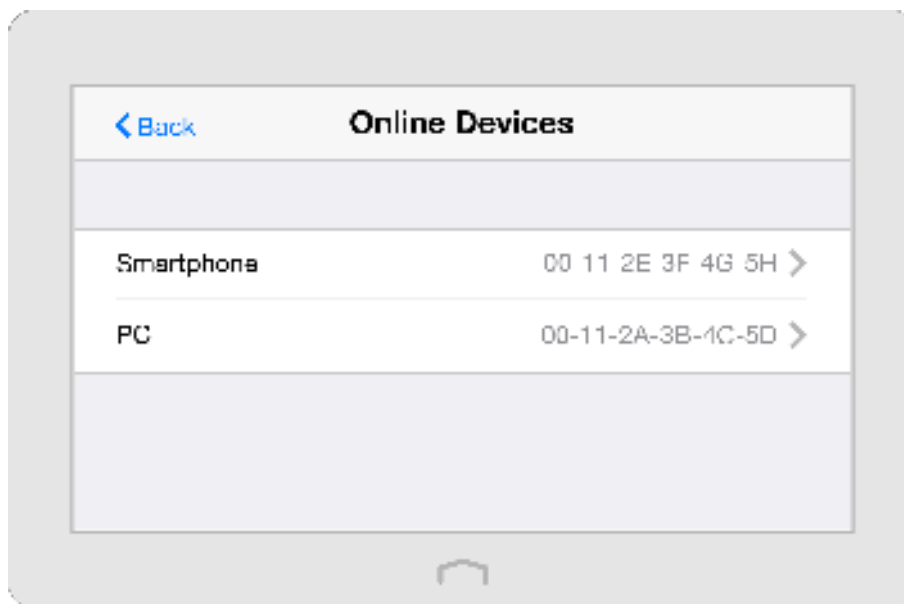 Back
Online Devices
Smartphone 00 11 2E 3F 4G 5H
PC 00-11-2A-3B-4C-5D